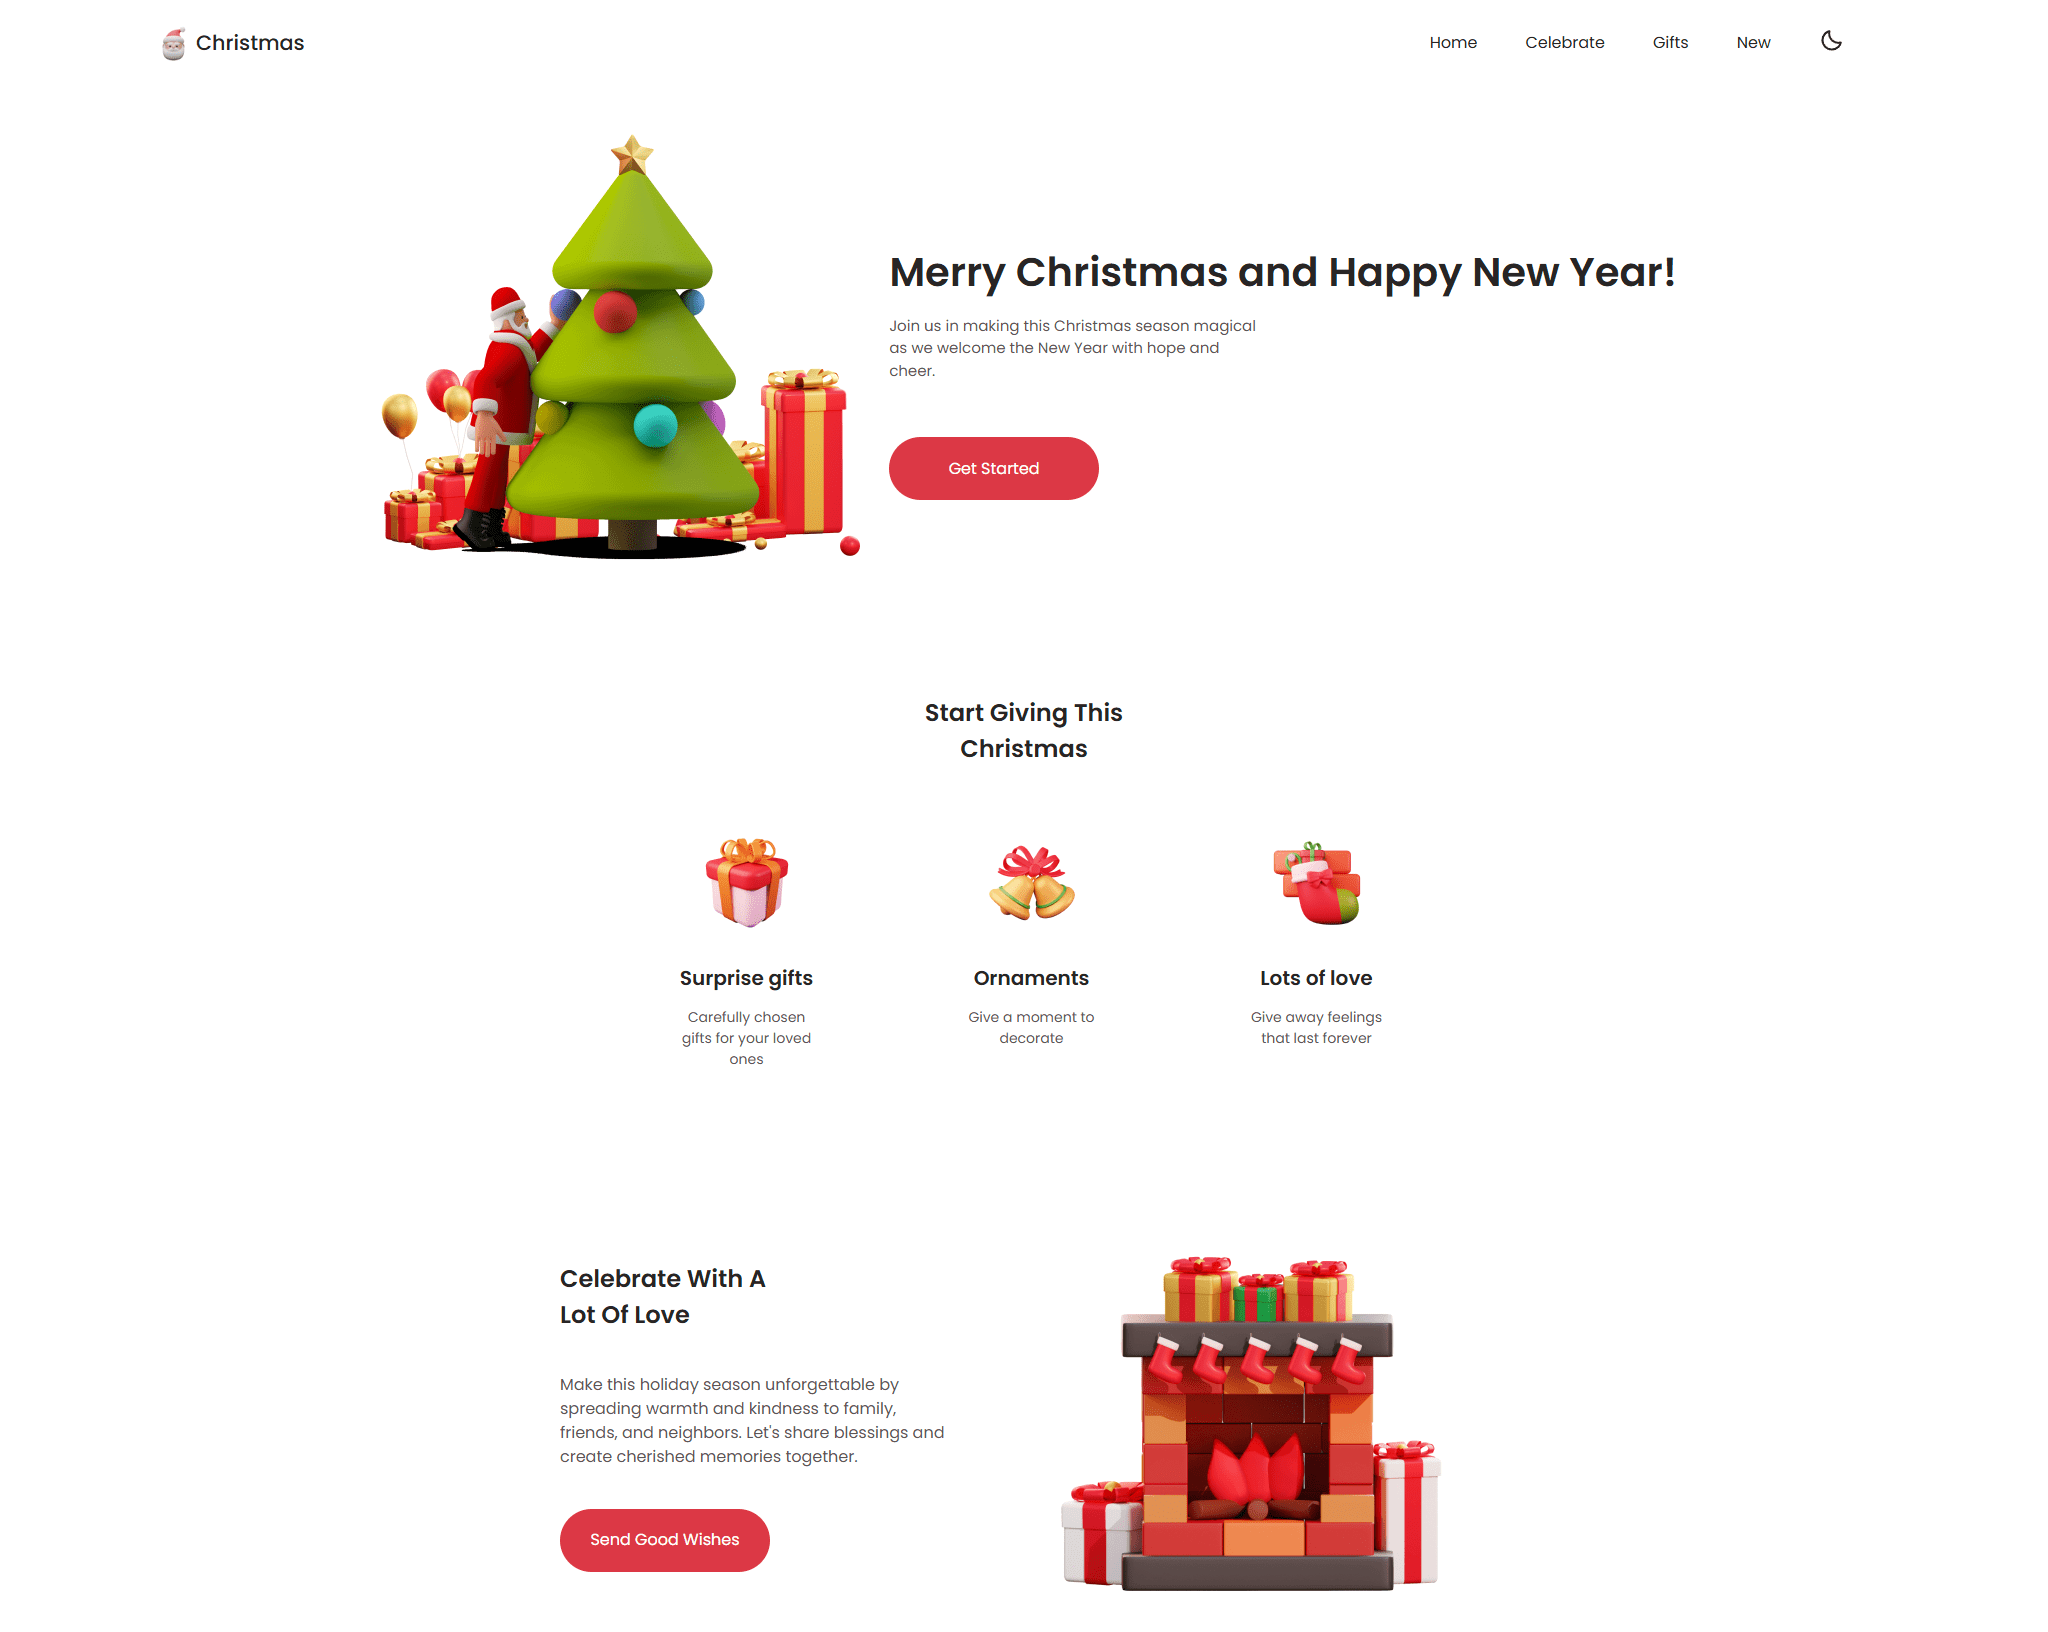 Christmas
Home
Celebrate
Gifts
New
Merry Christmas and Happy New Year!
Join us in making this Christmas season magical
as we welcome the New Year with hope and
cheer.
Get Started
Start Giving This
Christmas
Surprise gifts
Carefully chosen
gifts for your loved
ones
Ornaments
Give a moment to
decorate
Lots of love
Give away feelings
that last forever
Celebrate With A
Lot Of Love
Make this holiday season unforgettable by
spreading warmth and kindness to family,
friends, and neighbors. Let's share blessings and
create cherished memories together.
Send Good Wishes